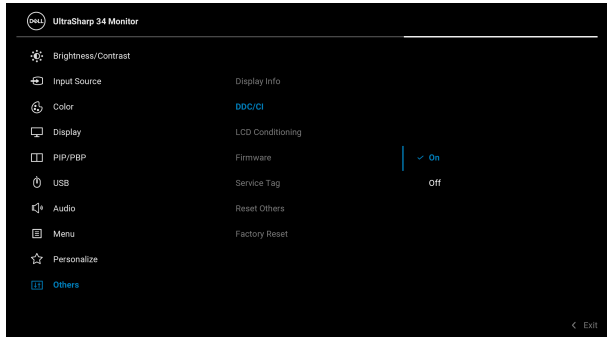 DELL UltraSharp 34 Monitor
Brightness/Contrast
Input Source Display Info
Color DDC/CI
Display LCD Conditioning
PIP/PBP Firmware On
USB Service Tag Off
Audio Reset Others
Menu Factory Reset
Personalize
Others
Exit